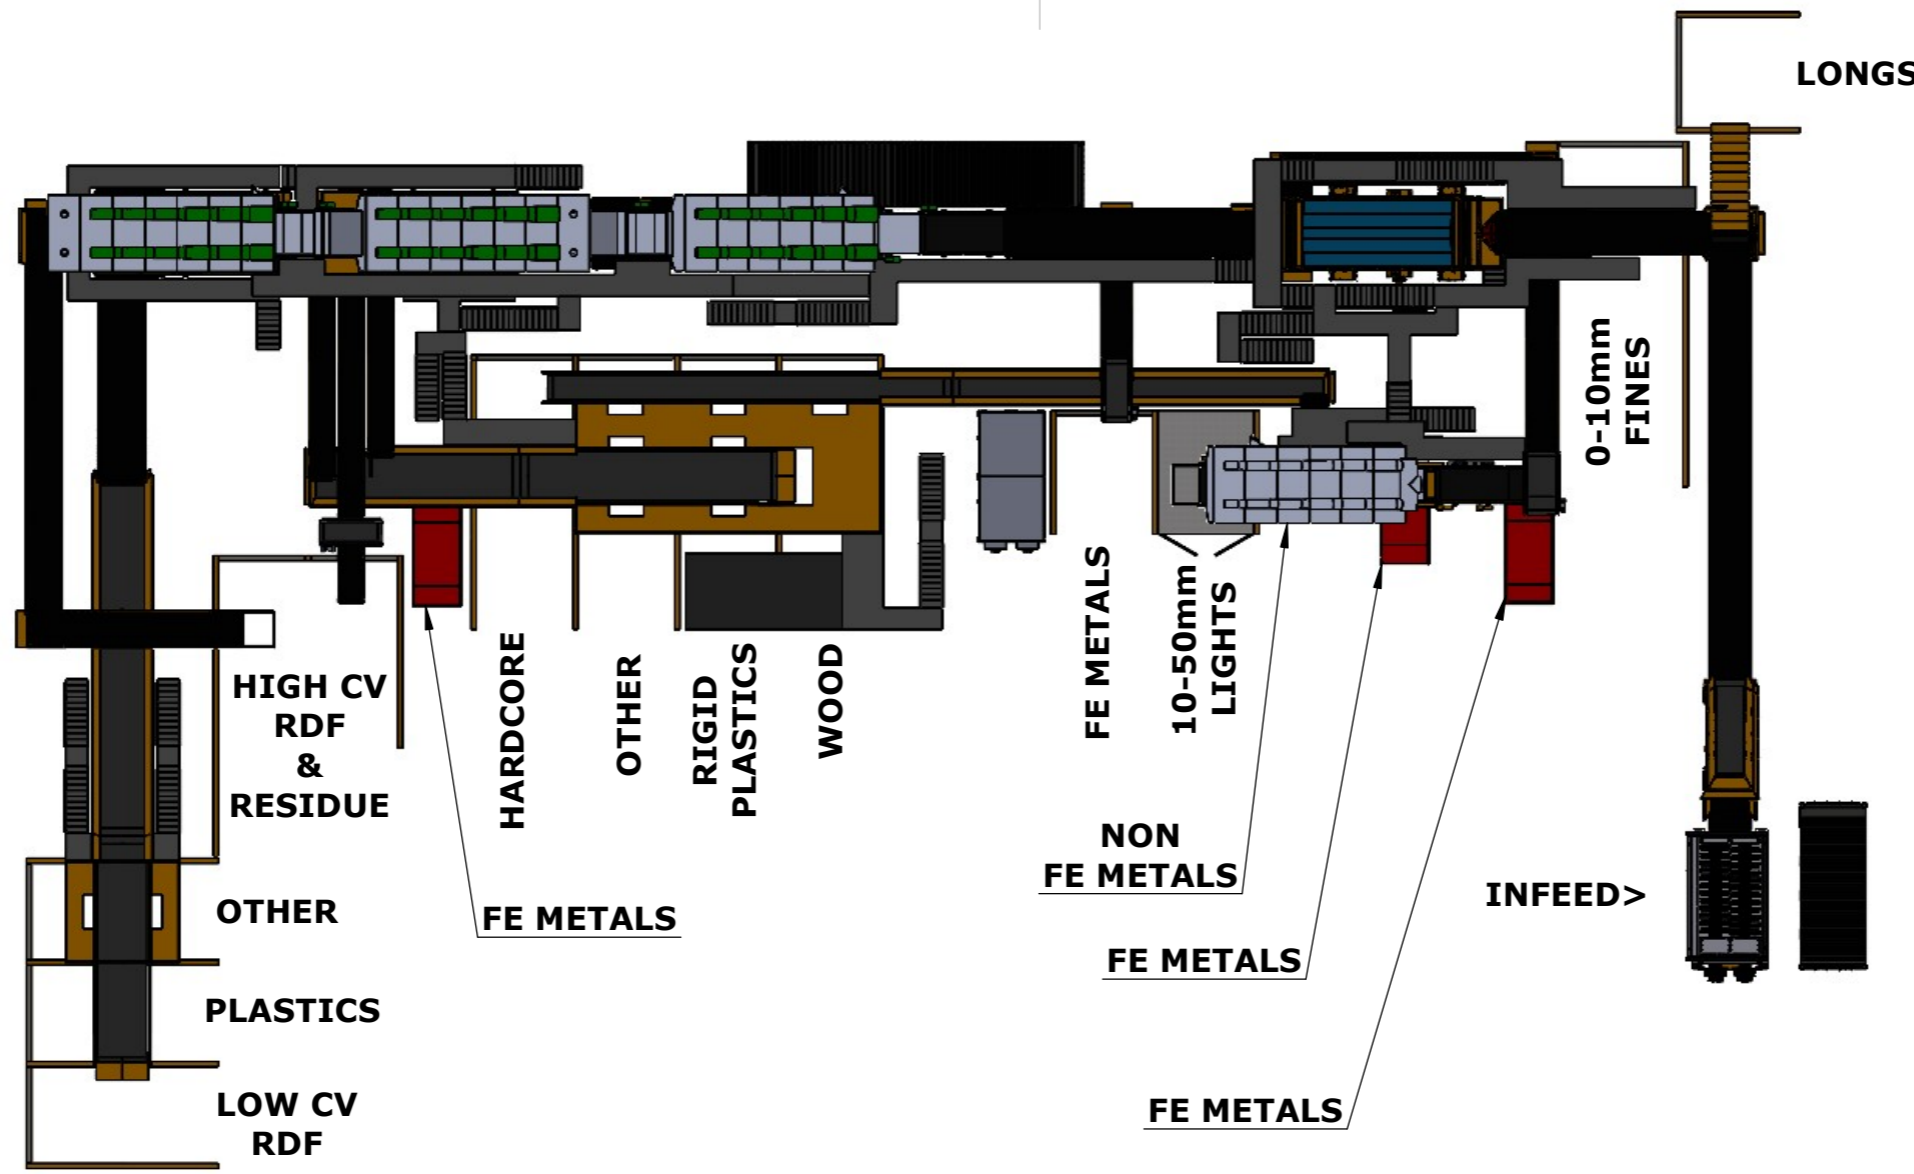 LONGS
0-10mm
FINES
HIGH CV
RDF
&
RESIDUE
HARDCORE
OTHER
RIGID
PLASTICS
WOOD
FE METALS
10-50mm
LIGHTS
NON
FE METALS
INFEED>
OTHER
FE METALS
FE METALS
PLASTICS
LOW CV
RDF
FE METALS